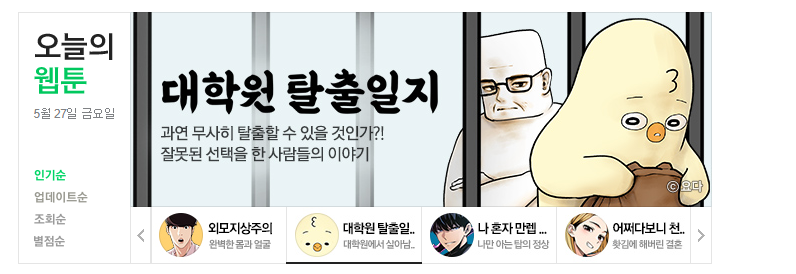 오늘의
웹툰
5월 27일 금요일
인기순
업데이트순
조회순
별점순
대학원 탈출일지
과연 무사히 탈출할 수 있을 것인가?!
잘못된 선택을 한 사람들의 이야기
ⓒ 요다
외모지상주의
완벽한 몸과 얼굴
대학원 탈출일..
대학원에서 살아남..
나 혼자 만렙 ...
나만 아는 탑의 정상
어쩌다보니 천..
홧김에 해버린 결혼